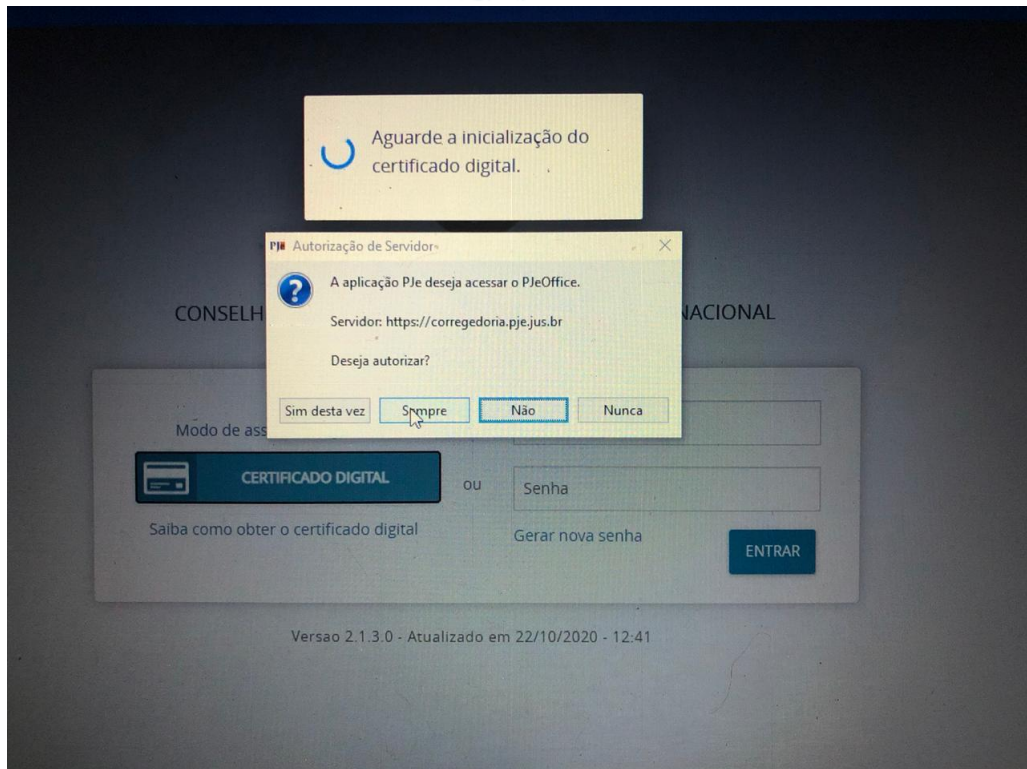 Aguarde a inicialização do
certificado digital.
PJe Autorização de Servidor
A aplicação PJe deseja acessar o PJeOffice.
CONSELH
NACIONAL
Servidor: https://corregedoria.pje.jus.br
Deseja autorizar?
Sim desta vez Sempre Não Nunca
Modo de ass
CERTIFICADO DIGITAL ou Senha
Saiba como obter o certificado digital Gerar nova senha
ENTRAR
Versao 2.1.3.0 - Atualizado em 22/10/2020 - 12:41